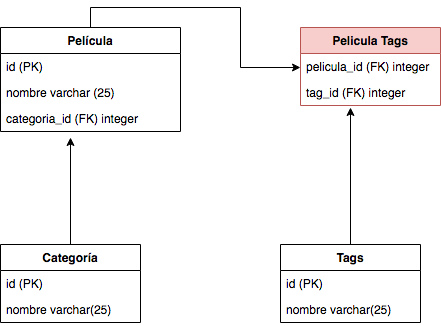 Película
id (PK)
nombre varchar (25)
categoria_id (FK) integer
Pelicula Tags
pelicula_id (FK) integer
tag_id (FK) integer
Categoría
id (PK)
nombre varchar(25)
Tags
id (PK)
nombre varchar(25)